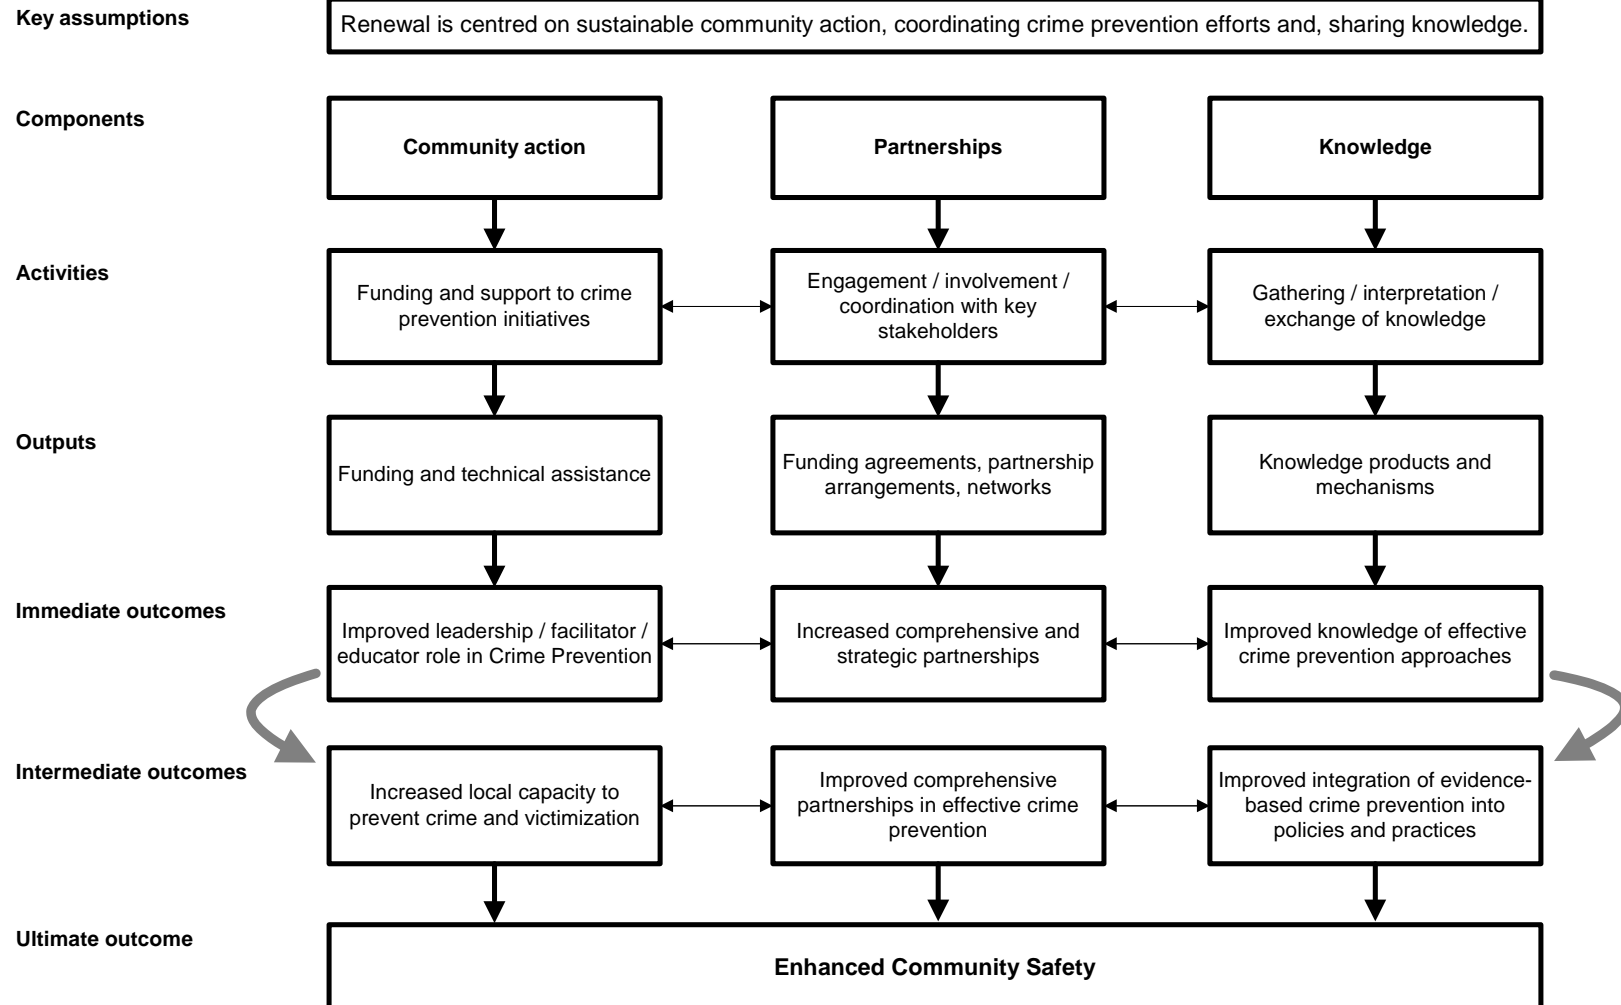 Key assumptions
Renewal is centred on sustainable community action, coordinating crime prevention efforts and, sharing knowledge.
Components
Community action
Partnerships
Knowledge
Activities
Funding and support to crime
prevention initiatives
Engagement / involvement /
coordination with key
stakeholders
Gathering / interpretation /
exchange of knowledge
Outputs
Funding and technical assistance
Funding agreements, partnership
arrangements, networks
Knowledge products and
mechanisms
Immediate outcomes
Improved leadership / facilitator /
educator role in Crime Prevention
Increased comprehensive and
strategic partnerships
Improved knowledge of effective
crime prevention approaches
Intermediate outcomes
Increased local capacity to
prevent crime and victimization
Improved comprehensive
partnerships in effective crime
prevention
Improved integration of evidence-
based crime prevention into
policies and practices
Ultimate outcome
Enhanced Community Safety